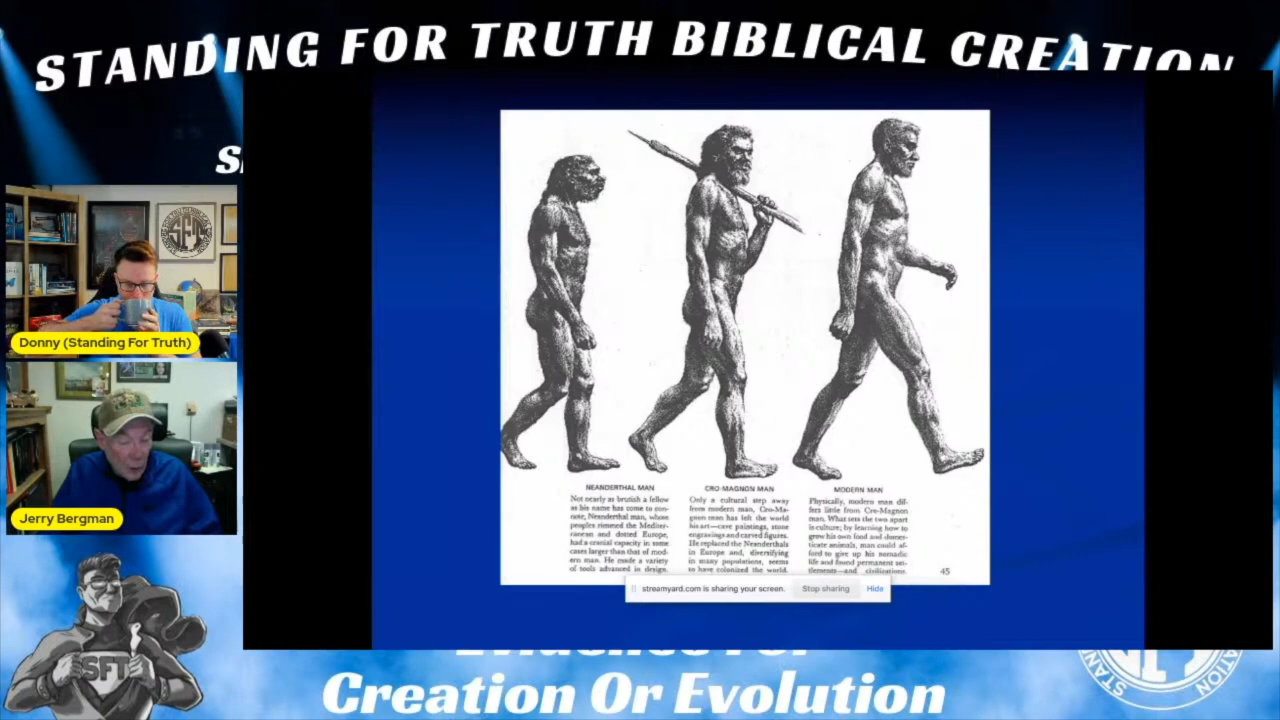 STANDING FOR TRUTH BIBLICAL CREATION
S
SFT
Donny (Standing For Truth)
Jerry Bergman
NEANDERTHAL MAN
Not nearly as brutish a fellow
as his name has come to con-
note, Neanderthal man, whose
peoples rimmed the Mediter-
ranean and dotted Europe,
had a cranial capacity in some
cases larger than that of mod-
ern man. He made a variety
of tools advanced in design.
CRO-MAGNON MAN
Only a cultural step away
from modern man, Cro-Ma-
gnon man has left the world
his art—cave paintings, stone
engravings and carved figures.
He replaced the Neanderthals
in Europe and, diversifying
in many populations, seems
to have colonized the world.
MODERN MAN
Physically, modern man dif-
fers little from Cro-Magnon
man. What sets the two apart
is culture; by learning how to
grow his own food and domes-
ticate animals, man could af-
ford to give up his nomadic
life and found permanent set-
tlements—and civilizations.
45
streamyard.com is sharing your screen.
Stop sharing
Hide
SFT
Evidence For
Creation Or Evolution